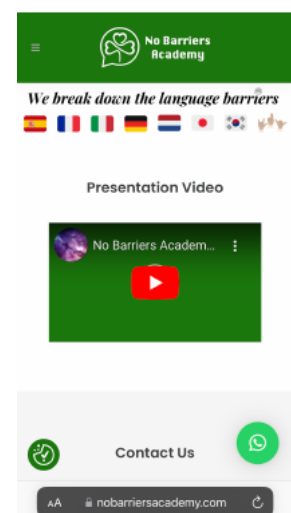 No Barriers
Academy
We break down the language barriers
Presentation Video
No Barriers Academ...
Contact Us
AA
nobarriersacademy.com